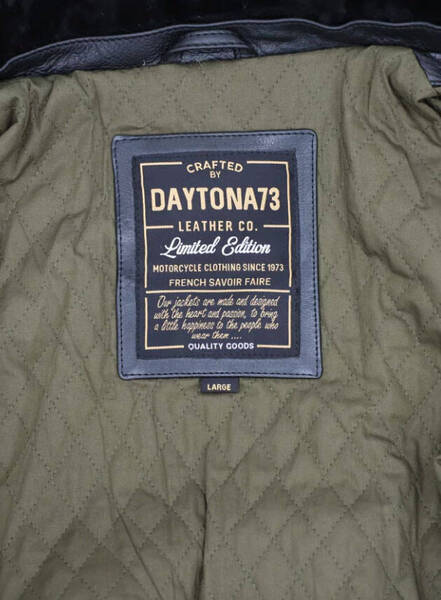 CRAFTED
BY
DAYTONA73
LEATHER CO.
Limited Edition
MOTORCYCLE CLOTHING SINCE 1973
FRENCH SAVOIR FAIRE
Our jackets are made and designed
with the heart and passion, to bring
a little happiness to the people who
wear them ....
QUALITY GOODS
LARGE